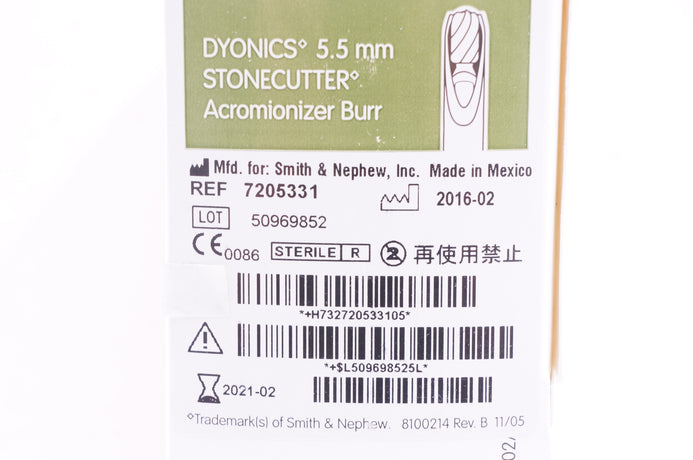 DYONICS◇ 5.5 mm
STONECUTTER◇
Acromionizer Burr
Mfd. for: Smith & Nephew, Inc. Made in Mexico
REF 7205331 2016-02
LOT 50969852
CE 0086 STERILE R 2 再使用禁止
*+H732720533105*
*+$L509698525L*
2021-02
◇Trademark(s) of Smith & Nephew. 8100214 Rev. B 11/05